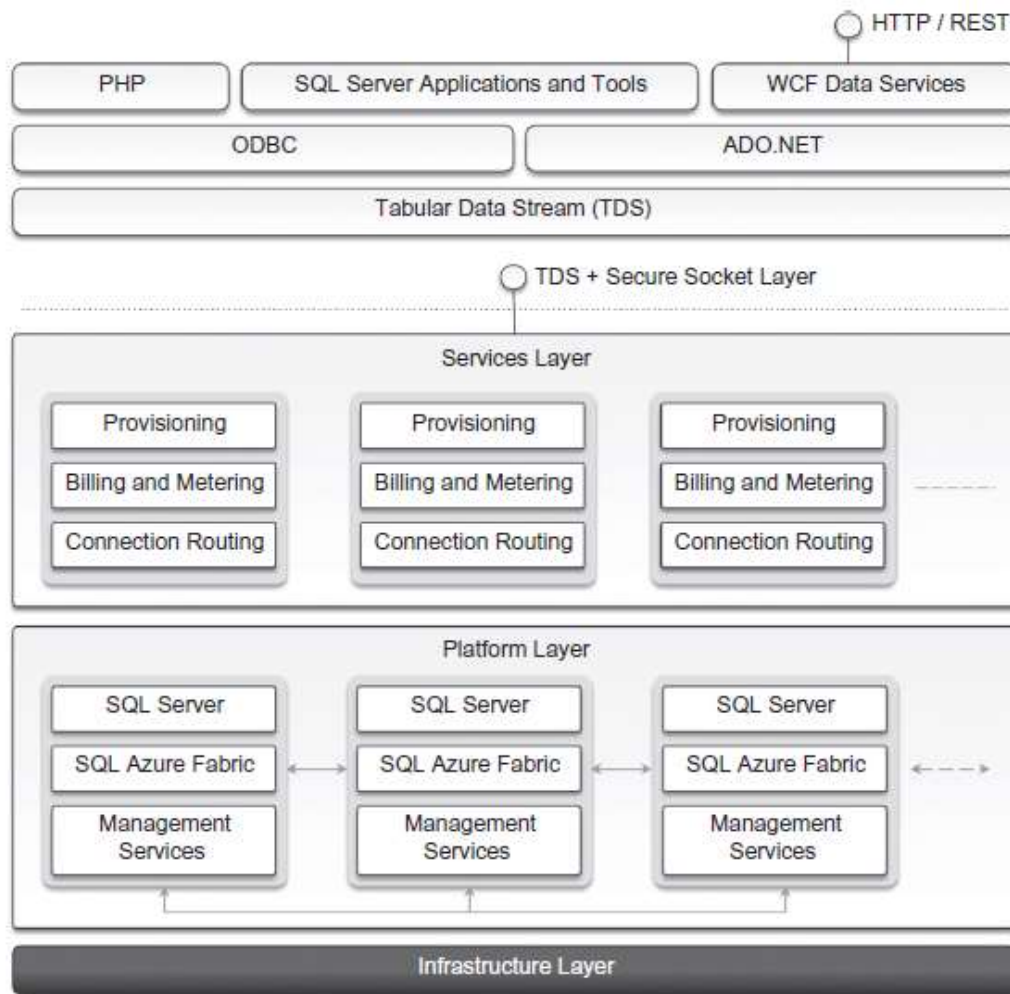 HTTP / REST
PHP
SQL Server Applications and Tools
WCF Data Services
ODBC
ADO.NET
Tabular Data Stream (TDS)
TDS + Secure Socket Layer
Services Layer
Provisioning
Billing and Metering
Connection Routing
Provisioning
Billing and Metering
Connection Routing
Provisioning
Billing and Metering
Connection Routing
Platform Layer
SQL Server
SQL Azure Fabric
Management
Services
SQL Server
SQL Azure Fabric
Management
Services
SQL Server
SQL Azure Fabric
Management
Services
Infrastructure Layer